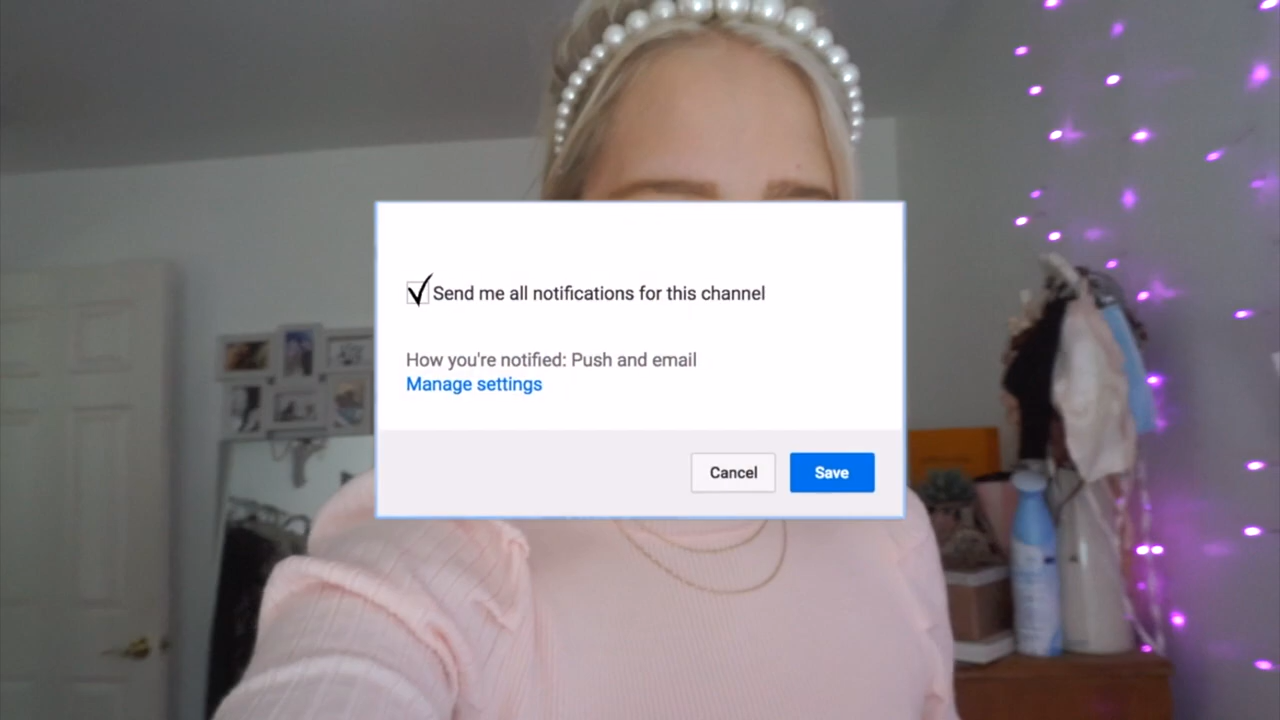 Send me all notifications for this channel
How you're notified: Push and email
Manage settings
Cancel
Save